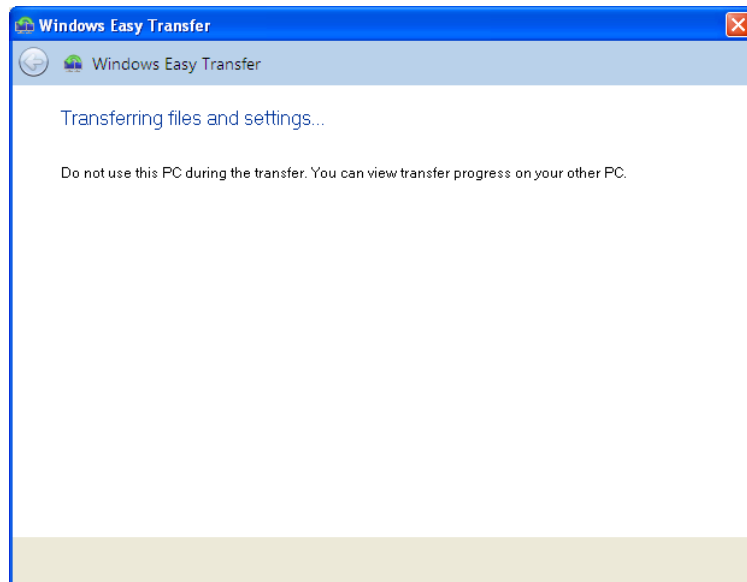 Windows Easy Transfer
Windows Easy Transfer
Transferring files and settings...
Do not use this PC during the transfer. You can view transfer progress on your other PC.